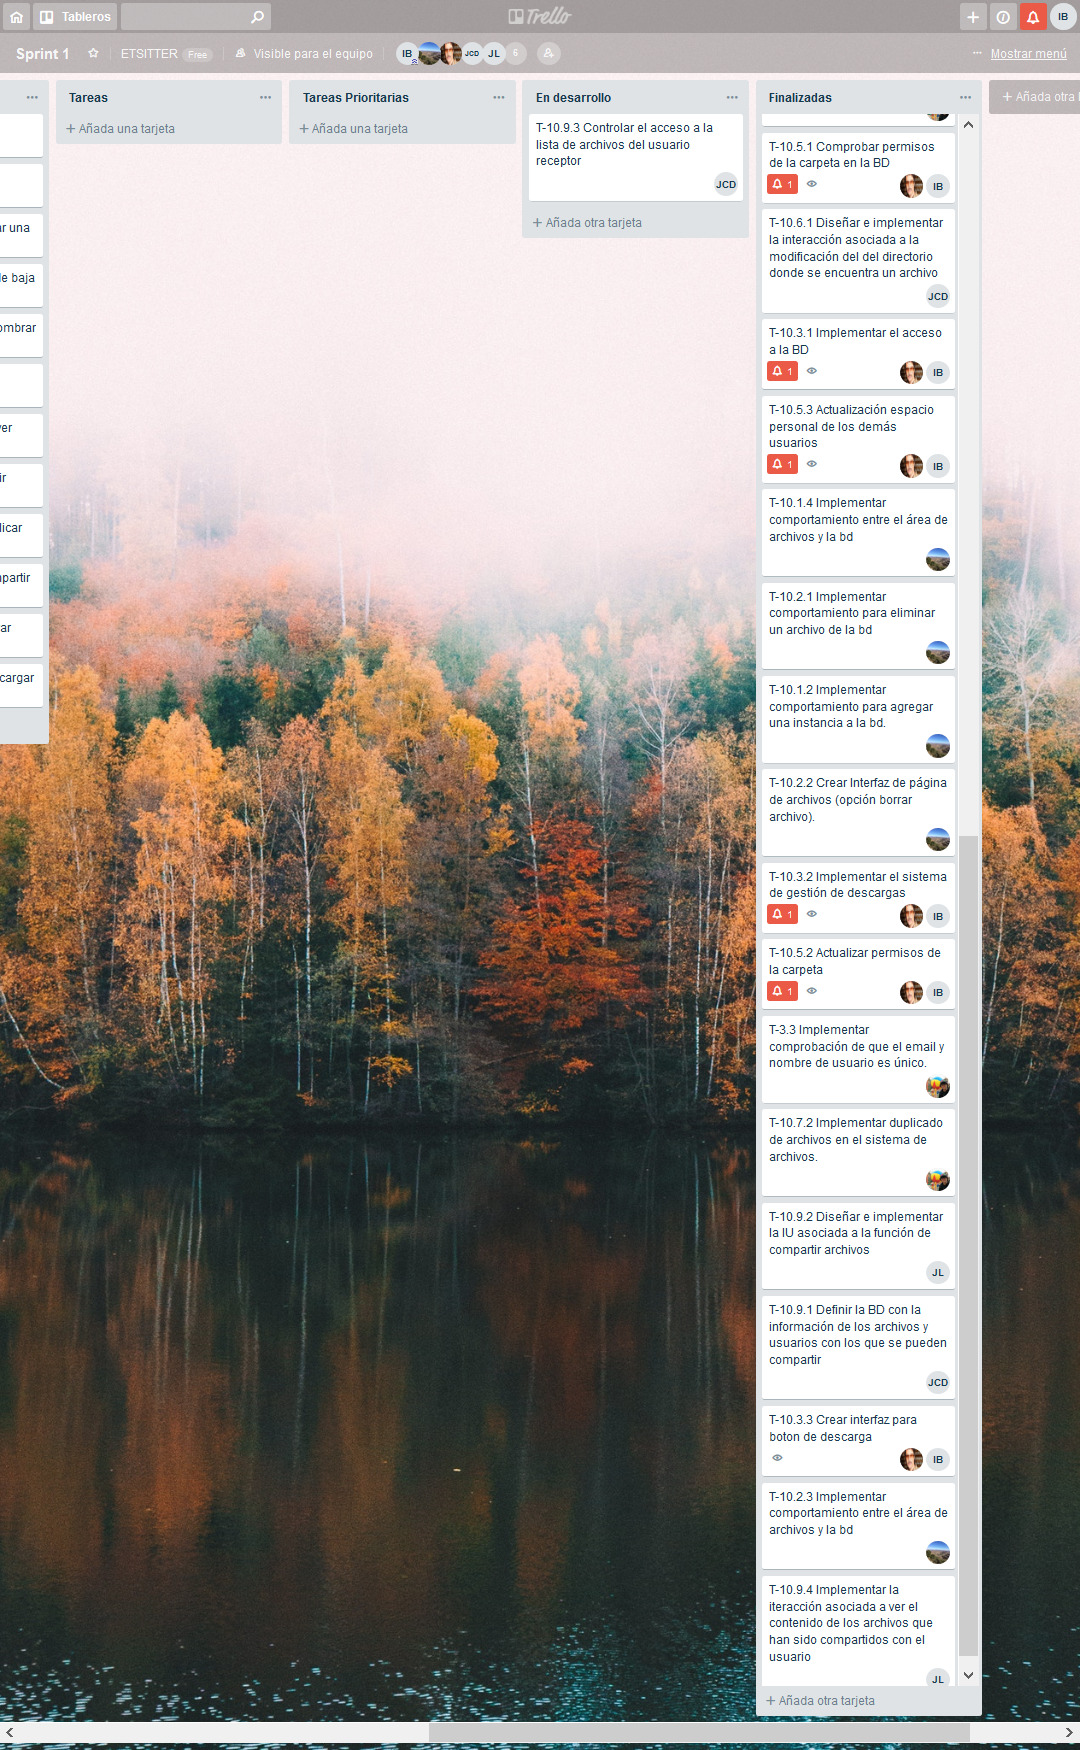 Tableros
Trello
IB
Sprint 1
ETSITTER Free
Visible para el equipo
IB
JCD
JL
6
Mostrar menú
r una
e baja
ombrar
er
ir
licar
partir
ar
cargar
Tareas
+ Añada una tarjeta
Tareas Prioritarias
+ Añada una tarjeta
En desarrollo
T-10.9.3 Controlar el acceso a la
lista de archivos del usuario
receptor
JCD
+ Añada otra tarjeta
Finalizadas
T-10.5.1 Comprobar permisos
de la carpeta en la BD
1
IB
T-10.6.1 Diseñar e implementar
la interacción asociada a la
modificación del del directorio
donde se encuentra un archivo
JCD
T-10.3.1 Implementar el acceso
a la BD
1
IB
T-10.5.3 Actualización espacio
personal de los demás
usuarios
1
IB
T-10.1.4 Implementar
comportamiento entre el área de
archivos y la bd
T-10.2.1 Implementar
comportamiento para eliminar
un archivo de la bd
T-10.1.2 Implementar
comportamiento para agregar
una instancia a la bd.
T-10.2.2 Crear Interfaz de página
de archivos (opción borrar
archivo).
T-10.3.2 Implementar el sistema
de gestión de descargas
1
IB
T-10.5.2 Actualizar permisos de
la carpeta
1
IB
T-3.3 Implementar
comprobación de que el email y
nombre de usuario es único.
T-10.7.2 Implementar duplicado
de archivos en el sistema de
archivos.
T-10.9.2 Diseñar e implementar
la IU asociada a la función de
compartir archivos
JL
T-10.9.1 Definir la BD con la
información de los archivos y
usuarios con los que se pueden
compartir
JCD
T-10.3.3 Crear interfaz para
boton de descarga
IB
T-10.2.3 Implementar
comportamiento entre el área de
archivos y la bd
T-10.9.4 Implementar la
iteracción asociada a ver el
contenido de los archivos que
han sido compartidos con el
usuario
JL
+ Añada otra tarjeta
+ Añada otra